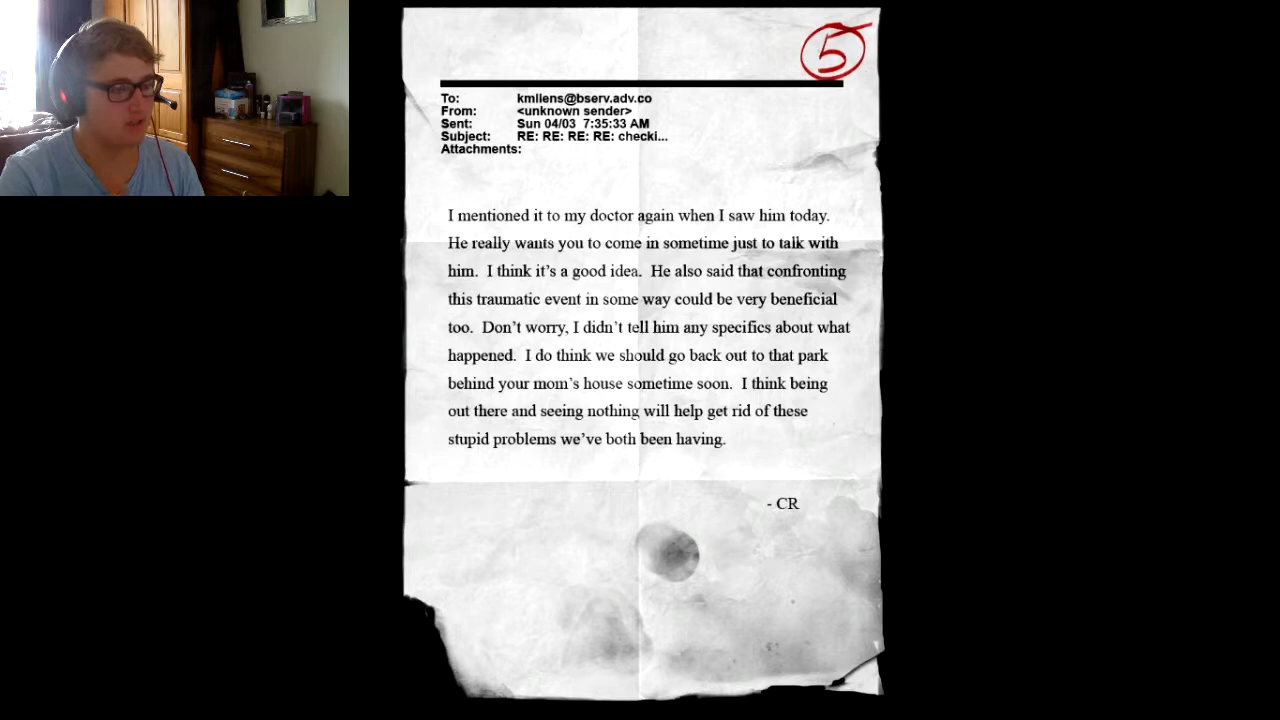 5
To: kmllens@bserv.adv.co
From: <unknown sender>
Sent: Sun 04/03 7:35:33 AM
Subject: RE: RE: RE: RE: checki...
Attachments:
I mentioned it to my doctor again when I saw him today.
He really wants you to come in sometime just to talk with
him. I think it's a good idea. He also said that confronting
this traumatic event in some way could be very beneficial
too. Don't worry, I didn't tell him any specifics about what
happened. I do think we should go back out to that park
behind your mom's house sometime soon. I think being
out there and seeing nothing will help get rid of these
stupid problems we've both been having.
- CR